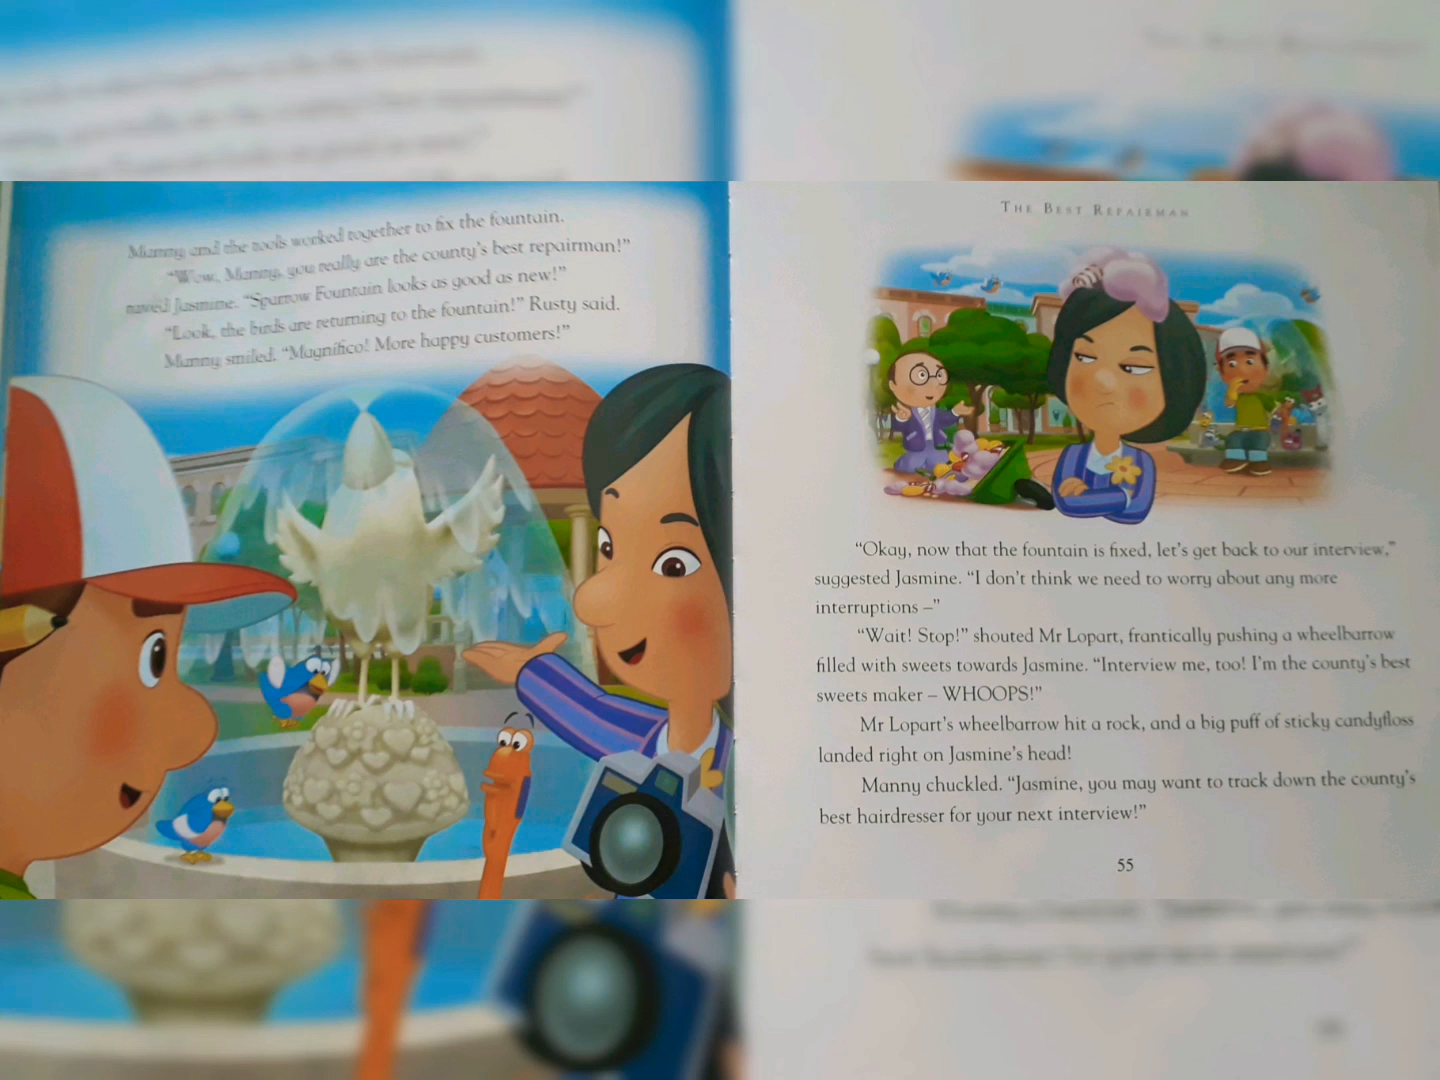 Manny and the tools worked together to fix the fountain.
"Wow, Manny, you really are the county's best repairman!"
raved Jasmine. "Sparrow Fountain looks as good as new!"
"Look, the birds are returning to the fountain!" Rusty said.
Manny smiled. "Magnífico! More happy customers!"
THE BEST REPAIRMAN
"Okay, now that the fountain is fixed, let's get back to our interview,"
suggested Jasmine. "I don't think we need to worry about any more
interruptions –"
"Wait! Stop!" shouted Mr Lopart, frantically pushing a wheelbarrow
filled with sweets towards Jasmine. "Interview me, too! I'm the county's best
sweets maker – WHOOPS!"
Mr Lopart's wheelbarrow hit a rock, and a big puff of sticky candyfloss
landed right on Jasmine's head!
Manny chuckled. "Jasmine, you may want to track down the county's
best hairdresser for your next interview!"
55